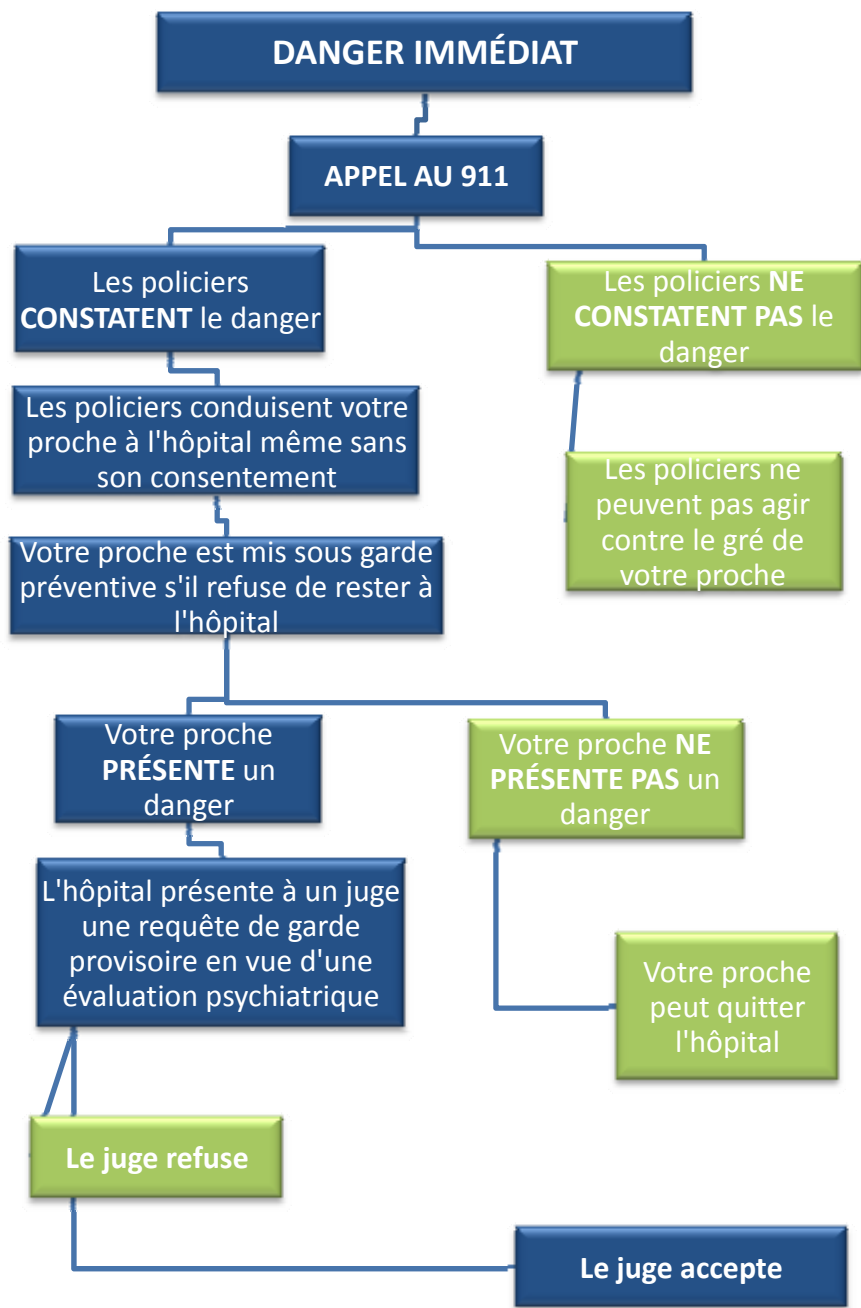 DANGER IMMÉDIAT
APPEL AU 911
Les policiers
CONSTATENT le danger
Les policiers NE
CONSTATENT PAS le
danger
Les policiers conduisent votre
proche à l'hôpital même sans
son consentement
Les policiers ne
peuvent pas agir
contre le gré de
votre proche
Votre proche est mis sous garde
préventive s'il refuse de rester à
l'hôpital
Votre proche
PRÉSENTE un
danger
Votre proche NE
PRÉSENTE PAS un
danger
L'hôpital présente à un juge
une requête de garde
provisoire en vue d'une
évaluation psychiatrique
Votre proche
peut quitter
l'hôpital
Le juge refuse
Le juge accepte